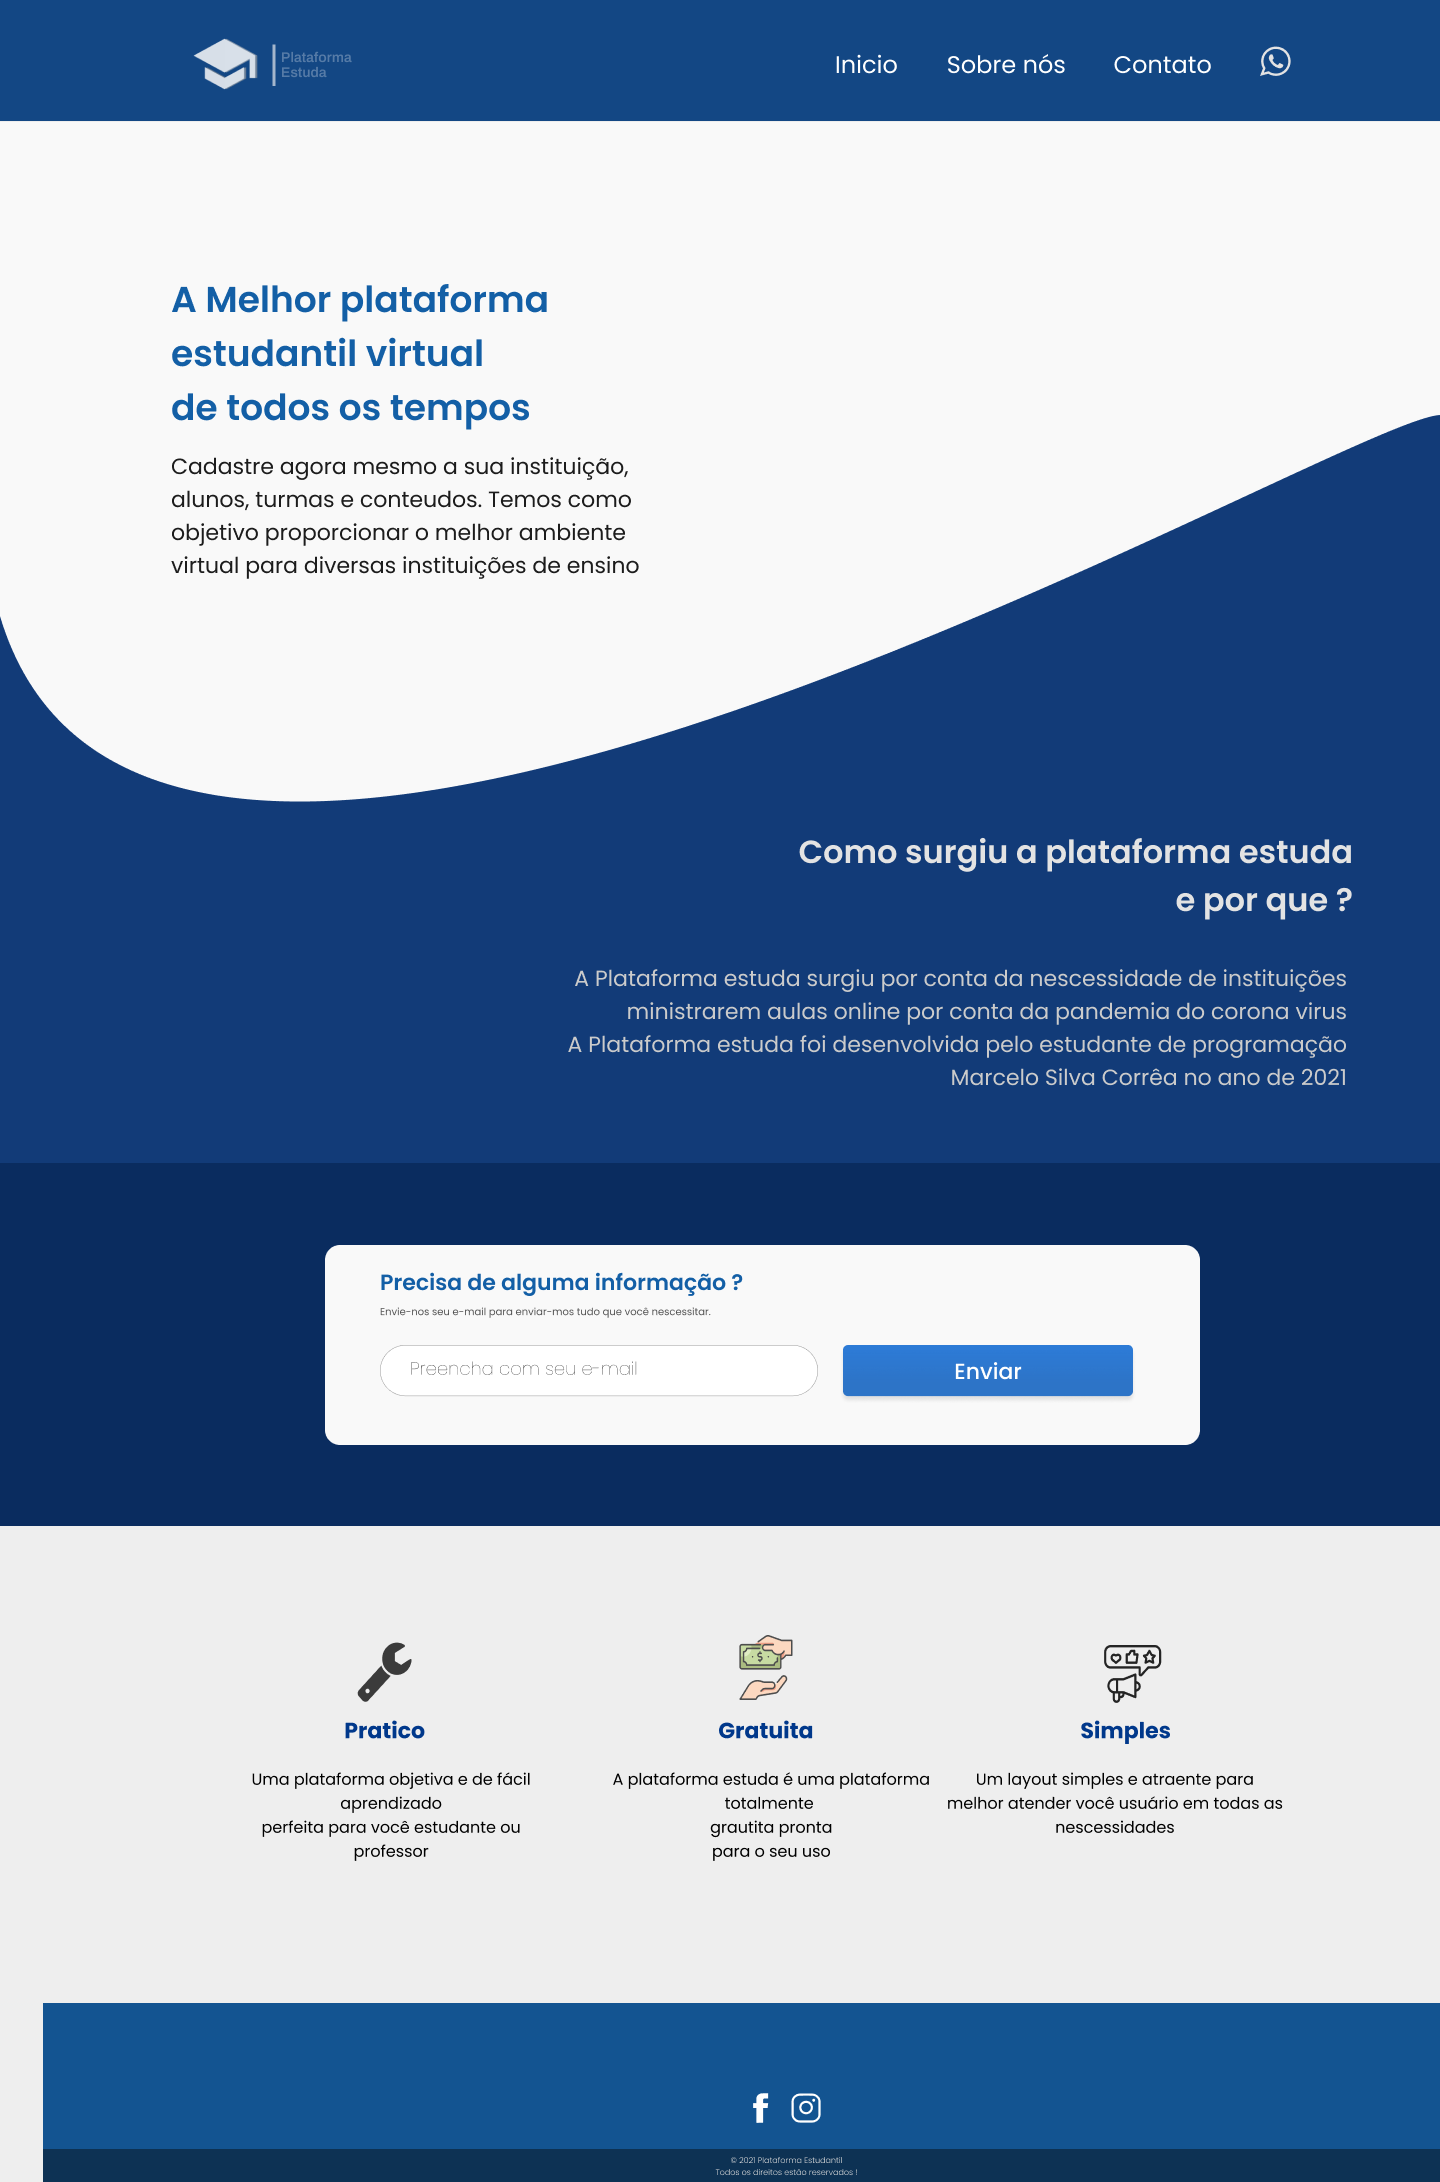 Plataforma
Estuda
Inicio
Sobre nós
Contato
A Melhor plataforma
estudantil virtual
de todos os tempos
Cadastre agora mesmo a sua instituição,
alunos, turmas e conteudos. Temos como
objetivo proporcionar o melhor ambiente
virtual para diversas instituições de ensino
Como surgiu a plataforma estuda
e por que ?
A Plataforma estuda surgiu por conta da nescessidade de instituições
ministrarem aulas online por conta da pandemia do corona virus
A Plataforma estuda foi desenvolvida pelo estudante de programação
Marcelo Silva Corrêa no ano de 2021
Precisa de alguma informação ?
Envie-nos seu e-mail para enviar-mos tudo que você nescessitar.
Preencha com seu e-mail
Enviar
Pratico
Uma plataforma objetiva e de fácil
aprendizado
perfeita para você estudante ou
professor
Gratuita
A plataforma estuda é uma plataforma
totalmente
grautita pronta
para o seu uso
Simples
Um layout simples e atraente para
melhor atender você usuário em todas as
nescessidades
© 2021 Plataforma Estudantil
Todos os direitos estão reservados !